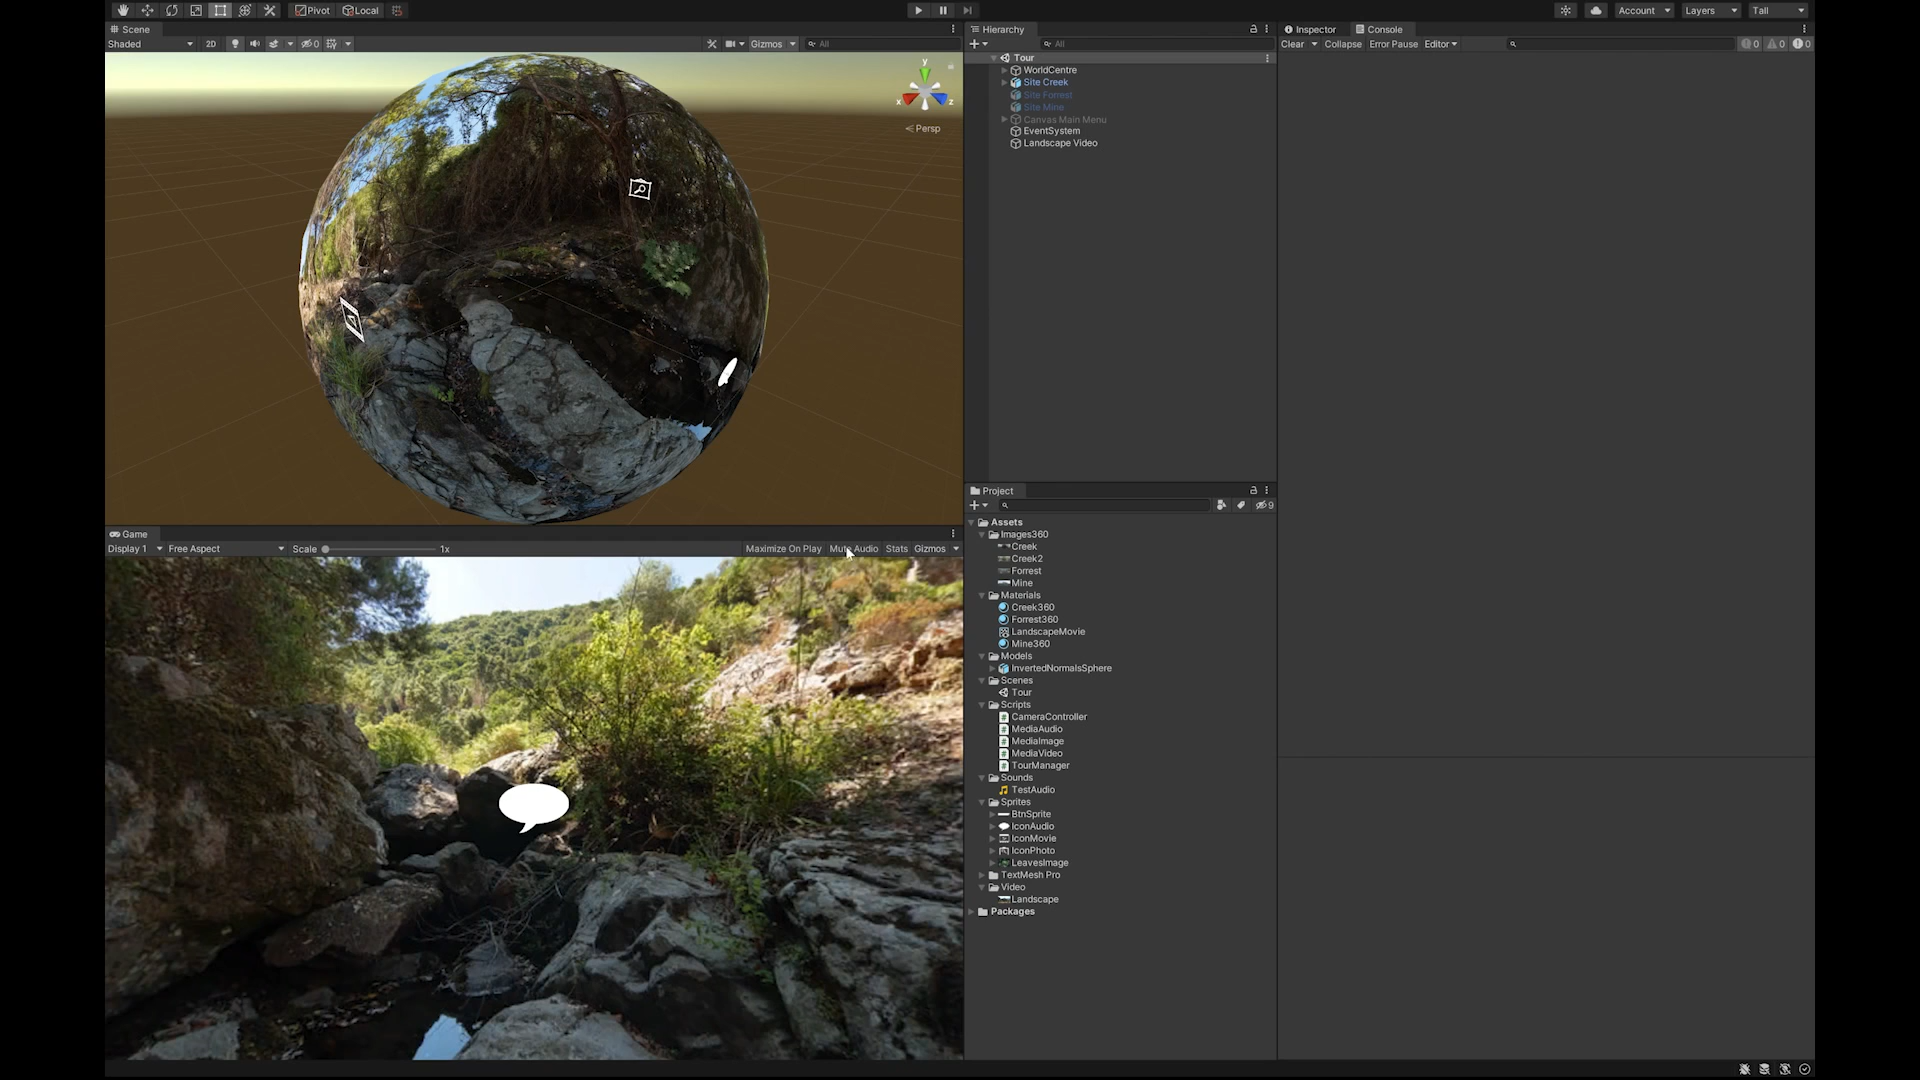 Pivot Local Account Layers Tall
Scene
Shaded 2D 0 Gizmos All
y
x z
Persp
Game
Display 1 Free Aspect Scale 1x Maximize On Play Mute Audio Stats Gizmos
Hierarchy
All
Tour
WorldCentre
Site Creek
Site Forrest
Site Mine
Canvas Main Menu
EventSystem
Landscape Video
Project
9
Assets
Images360
Creek
Creek2
Forrest
Mine
Materials
Creek360
Forrest360
LandscapeMovie
Mine360
Models
InvertedNormalsSphere
Scenes
Tour
Scripts
CameraController
MediaAudio
MediaImage
MediaVideo
TourManager
Sounds
TestAudio
Sprites
BtnSprite
IconAudio
IconMovie
IconPhoto
LeavesImage
TextMesh Pro
Video
Landscape
Packages
Inspector Console
Clear Collapse Error Pause Editor 0 0 0